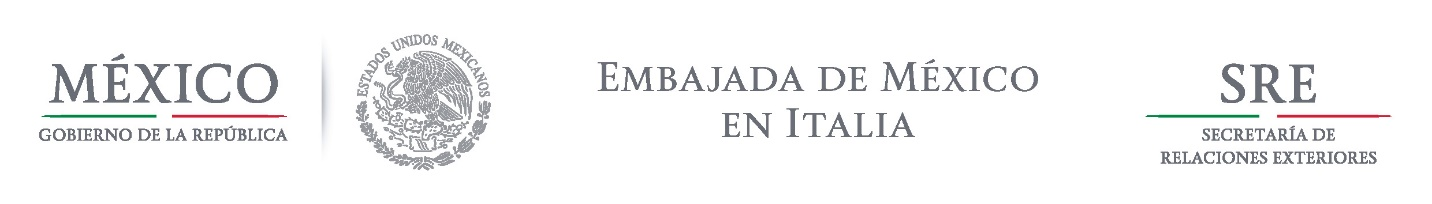 MÉXICO
GOBIERNO DE LA REPÚBLICA
ESTADOS UNIDOS MEXICANOS
EMBAJADA DE MÉXICO
EN ITALIA
SRE
SECRETARÍA DE
RELACIONES EXTERIORES